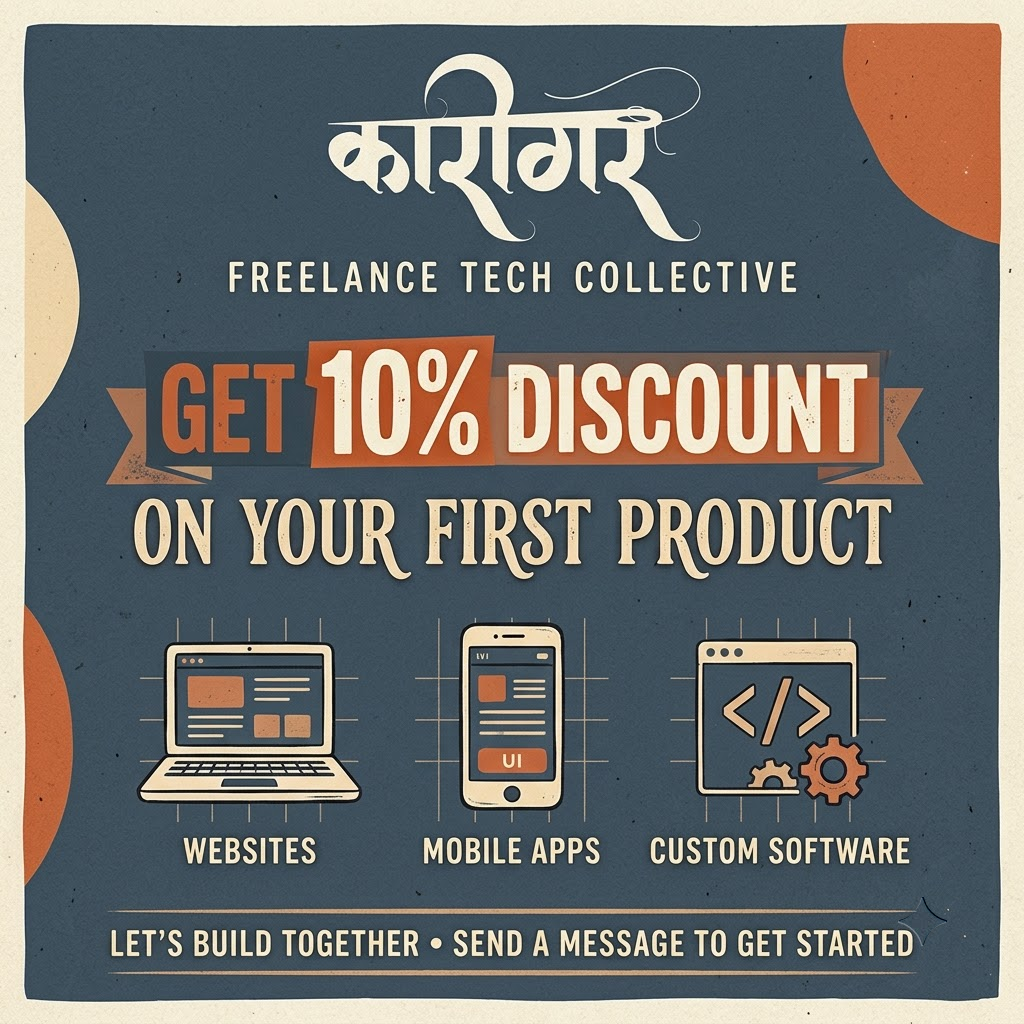 कारीगर
FREELANCE TECH COLLECTIVE
GET 10% DISCOUNT
ON YOUR FIRST PRODUCT
UI
WEBSITES
MOBILE APPS
CUSTOM SOFTWARE
LET'S BUILD TOGETHER • SEND A MESSAGE TO GET STARTED